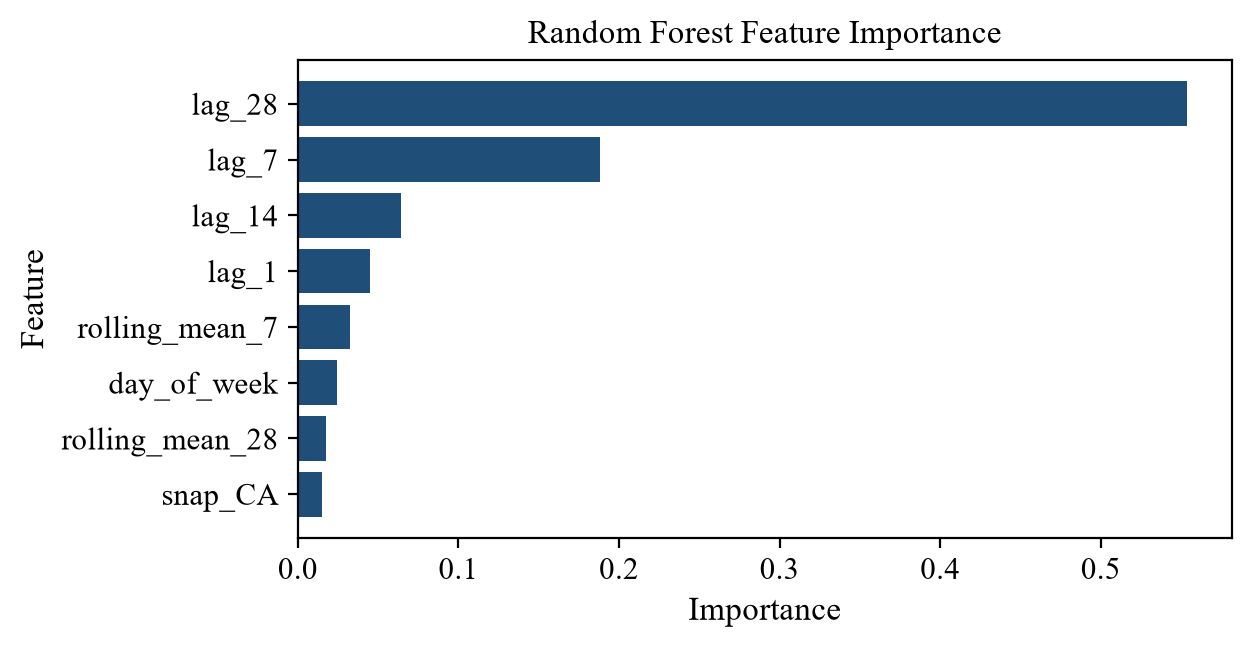 Random Forest Feature Importance
Feature
lag_28
lag_7
lag_14
lag_1
rolling_mean_7
day_of_week
rolling_mean_28
snap_CA
0.0 0.1 0.2 0.3 0.4 0.5
Importance